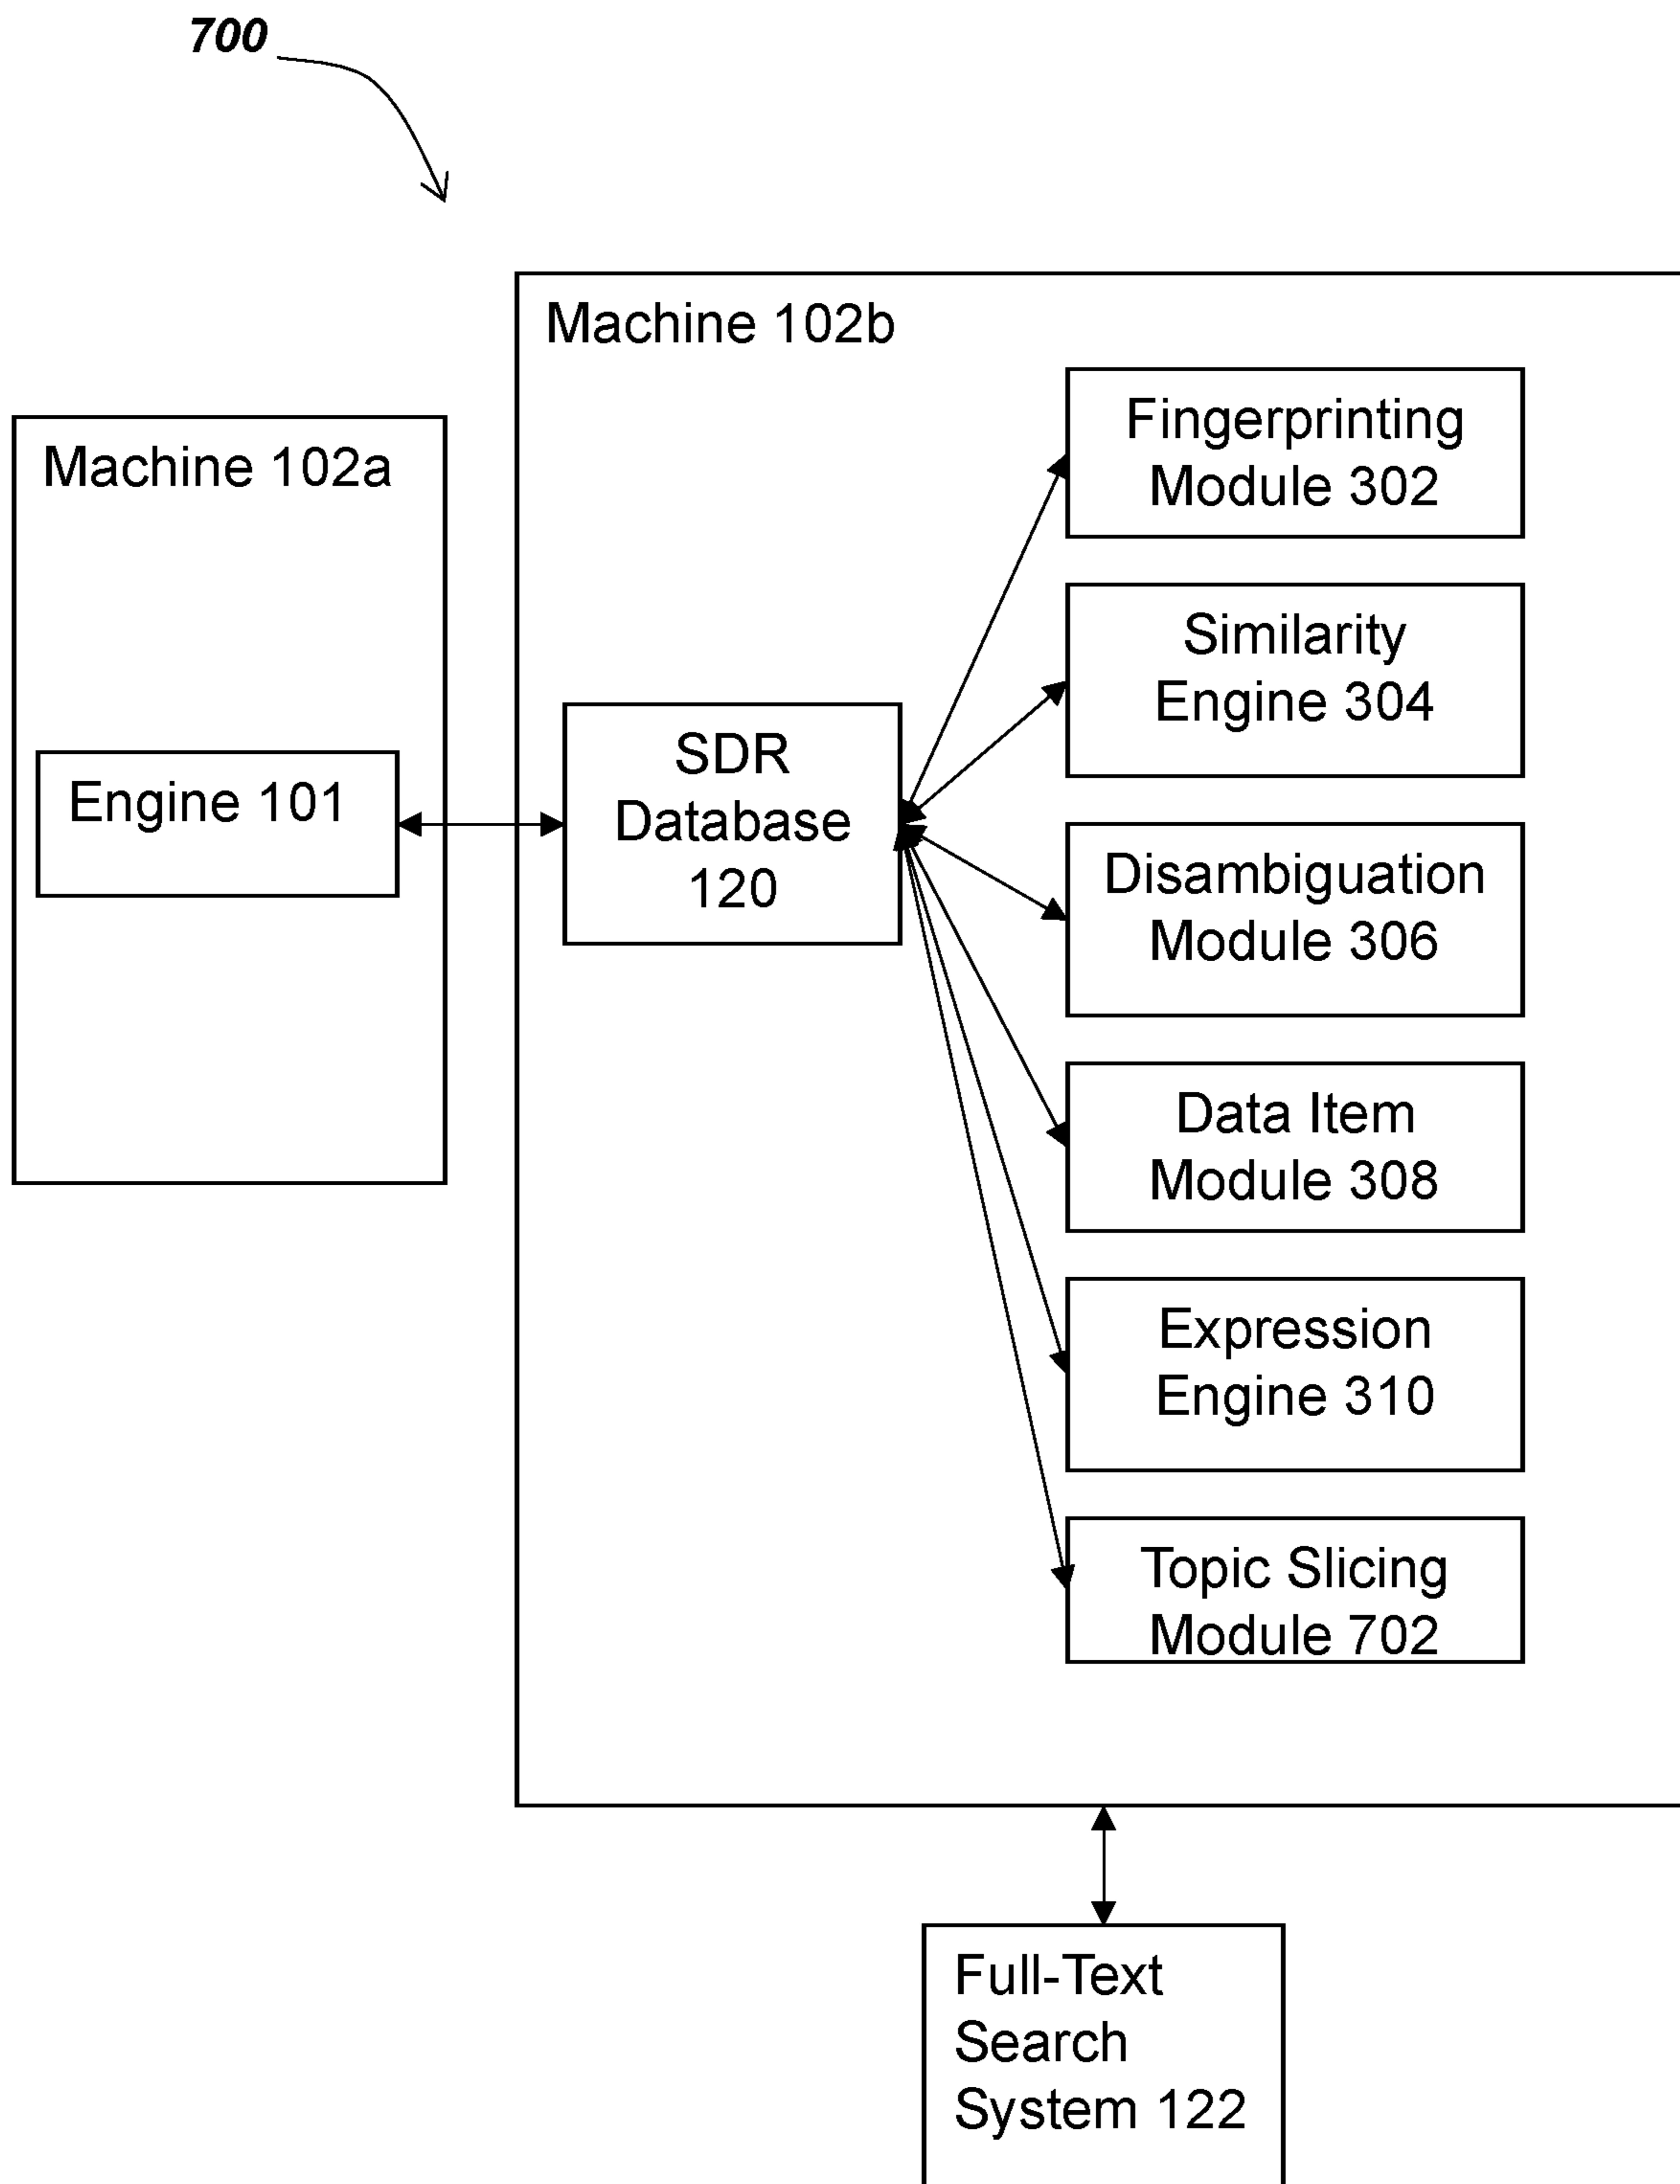 700
Machine 102b
Machine 102a
Fingerprinting
Module 302
Similarity
Engine 304
Engine 101
SDR
Database
120
Disambiguation
Module 306
Data Item
Module 308
Expression
Engine 310
Topic Slicing
Module 702
Full-Text
Search
System 122